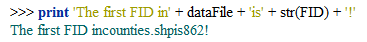 >>> print 'The first FID in' + dataFile + 'is' + str(FID) + '!'
The first FID incounties.shpis862!